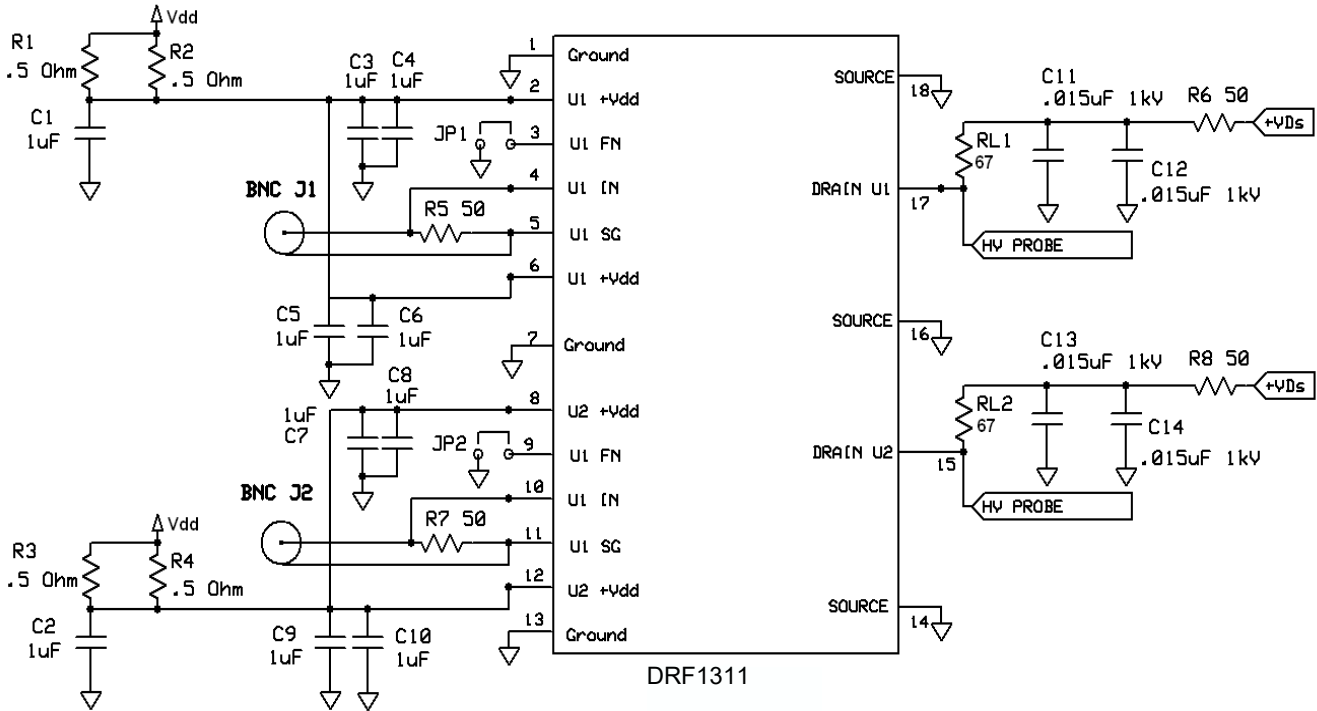 Vdd
R1
.5 Ohm
R2
.5 Ohm
C1
1uF
C3
1uF
C4
1uF
JP1
BNC J1
R5 50
C5
1uF
C6
1uF
C8
1uF
1uF
C7
JP2
BNC J2
R7 50
Vdd
R3
.5 Ohm
R4
.5 Ohm
C2
1uF
C9
1uF
C10
1uF
1 Ground
2 U1 +Vdd
3 U1 FN
4 U1 IN
5 U1 SG
6 U1 +Vdd
7 Ground
8 U2 +Vdd
9 U1 FN
10 U1 IN
11 U1 SG
12 U2 +Vdd
13 Ground
SOURCE 18
DRAIN U1 17
SOURCE 16
DRAIN U2 15
SOURCE 14
C11
.015uF 1kV
R6 50
+VDs
RL1
67
C12
.015uF 1kV
HV PROBE
C13
.015uF 1kV
R8 50
+VDs
RL2
67
C14
.015uF 1kV
HV PROBE
DRF1311